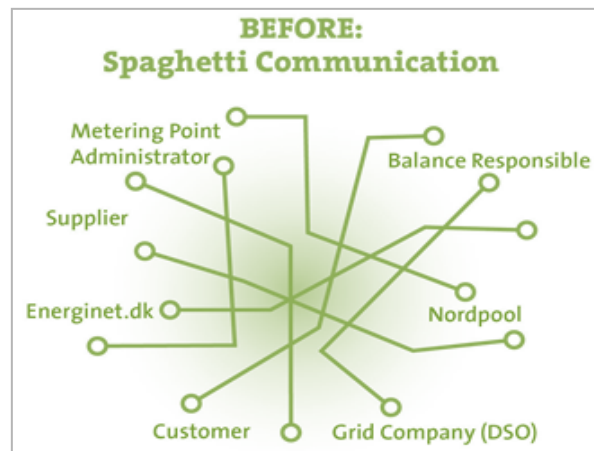 BEFORE:
Spaghetti Communication
Metering Point
Administrator
Balance Responsible
Supplier
Energinet.dk
Nordpool
Customer
Grid Company (DSO)